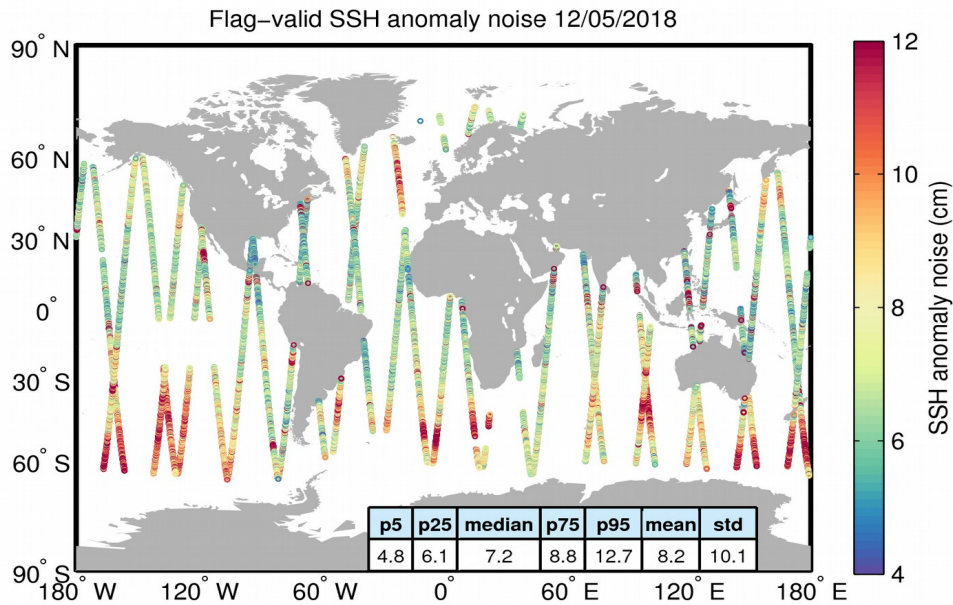 Flag−valid SSH anomaly noise 12/05/2018
90° N
60° N
30° N
0°
30° S
60° S
90° S
180° W 120° W 60° W 0° 60° E 120° E 180° E
p5 p25 median p75 p95 mean std
4.8 6.1 7.2 8.8 12.7 8.2 10.1
12
10
8
6
4
SSH anomaly noise (cm)